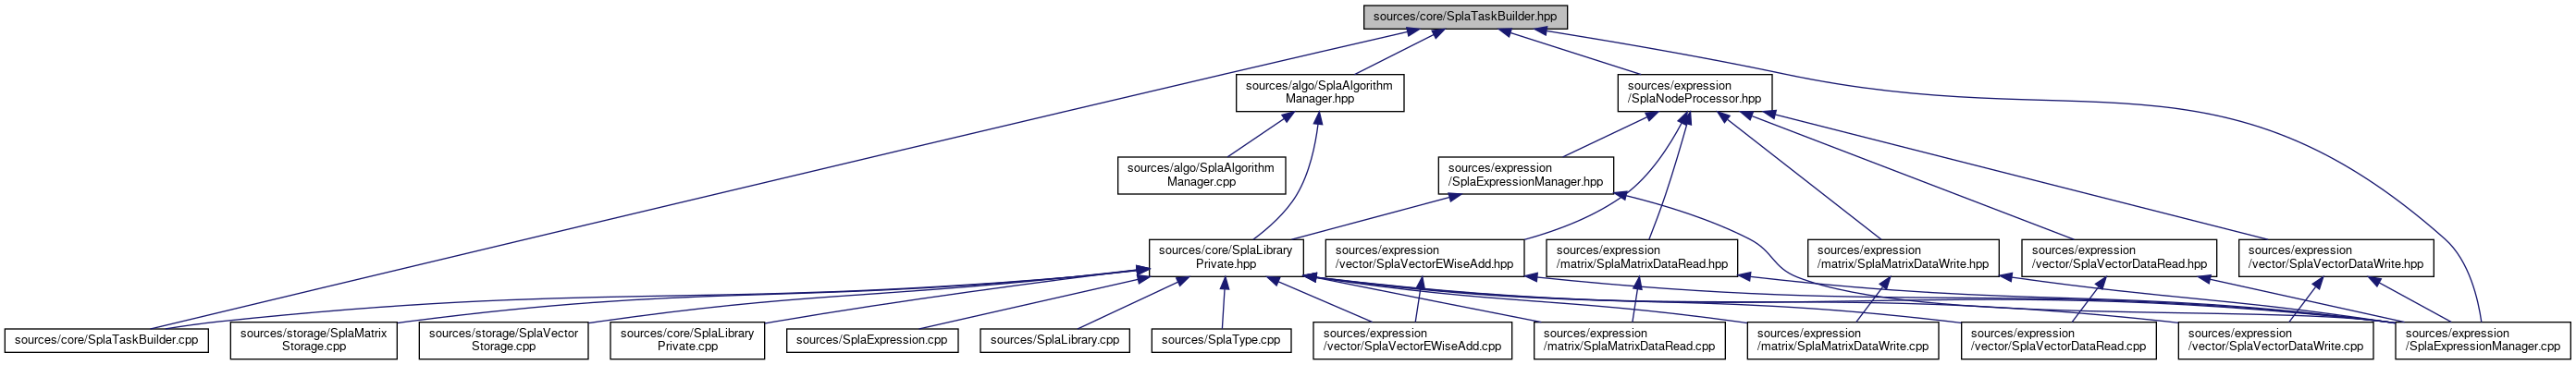 sources/core/SplaTaskBuilder.hpp
sources/algo/SplaAlgorithm
Manager.hpp
sources/expression
/SplaNodeProcessor.hpp
sources/algo/SplaAlgorithm
Manager.cpp
sources/expression
/SplaExpressionManager.hpp
sources/core/SplaLibrary
Private.hpp
sources/expression
/vector/SplaVectorEWiseAdd.hpp
sources/expression
/matrix/SplaMatrixDataRead.hpp
sources/expression
/matrix/SplaMatrixDataWrite.hpp
sources/expression
/vector/SplaVectorDataRead.hpp
sources/expression
/vector/SplaVectorDataWrite.hpp
sources/core/SplaTaskBuilder.cpp
sources/storage/SplaMatrix
Storage.cpp
sources/storage/SplaVector
Storage.cpp
sources/core/SplaLibrary
Private.cpp
sources/SplaExpression.cpp
sources/SplaLibrary.cpp
sources/SplaType.cpp
sources/expression
/vector/SplaVectorEWiseAdd.cpp
sources/expression
/matrix/SplaMatrixDataRead.cpp
sources/expression
/matrix/SplaMatrixDataWrite.cpp
sources/expression
/vector/SplaVectorDataRead.cpp
sources/expression
/vector/SplaVectorDataWrite.cpp
sources/expression
/SplaExpressionManager.cpp